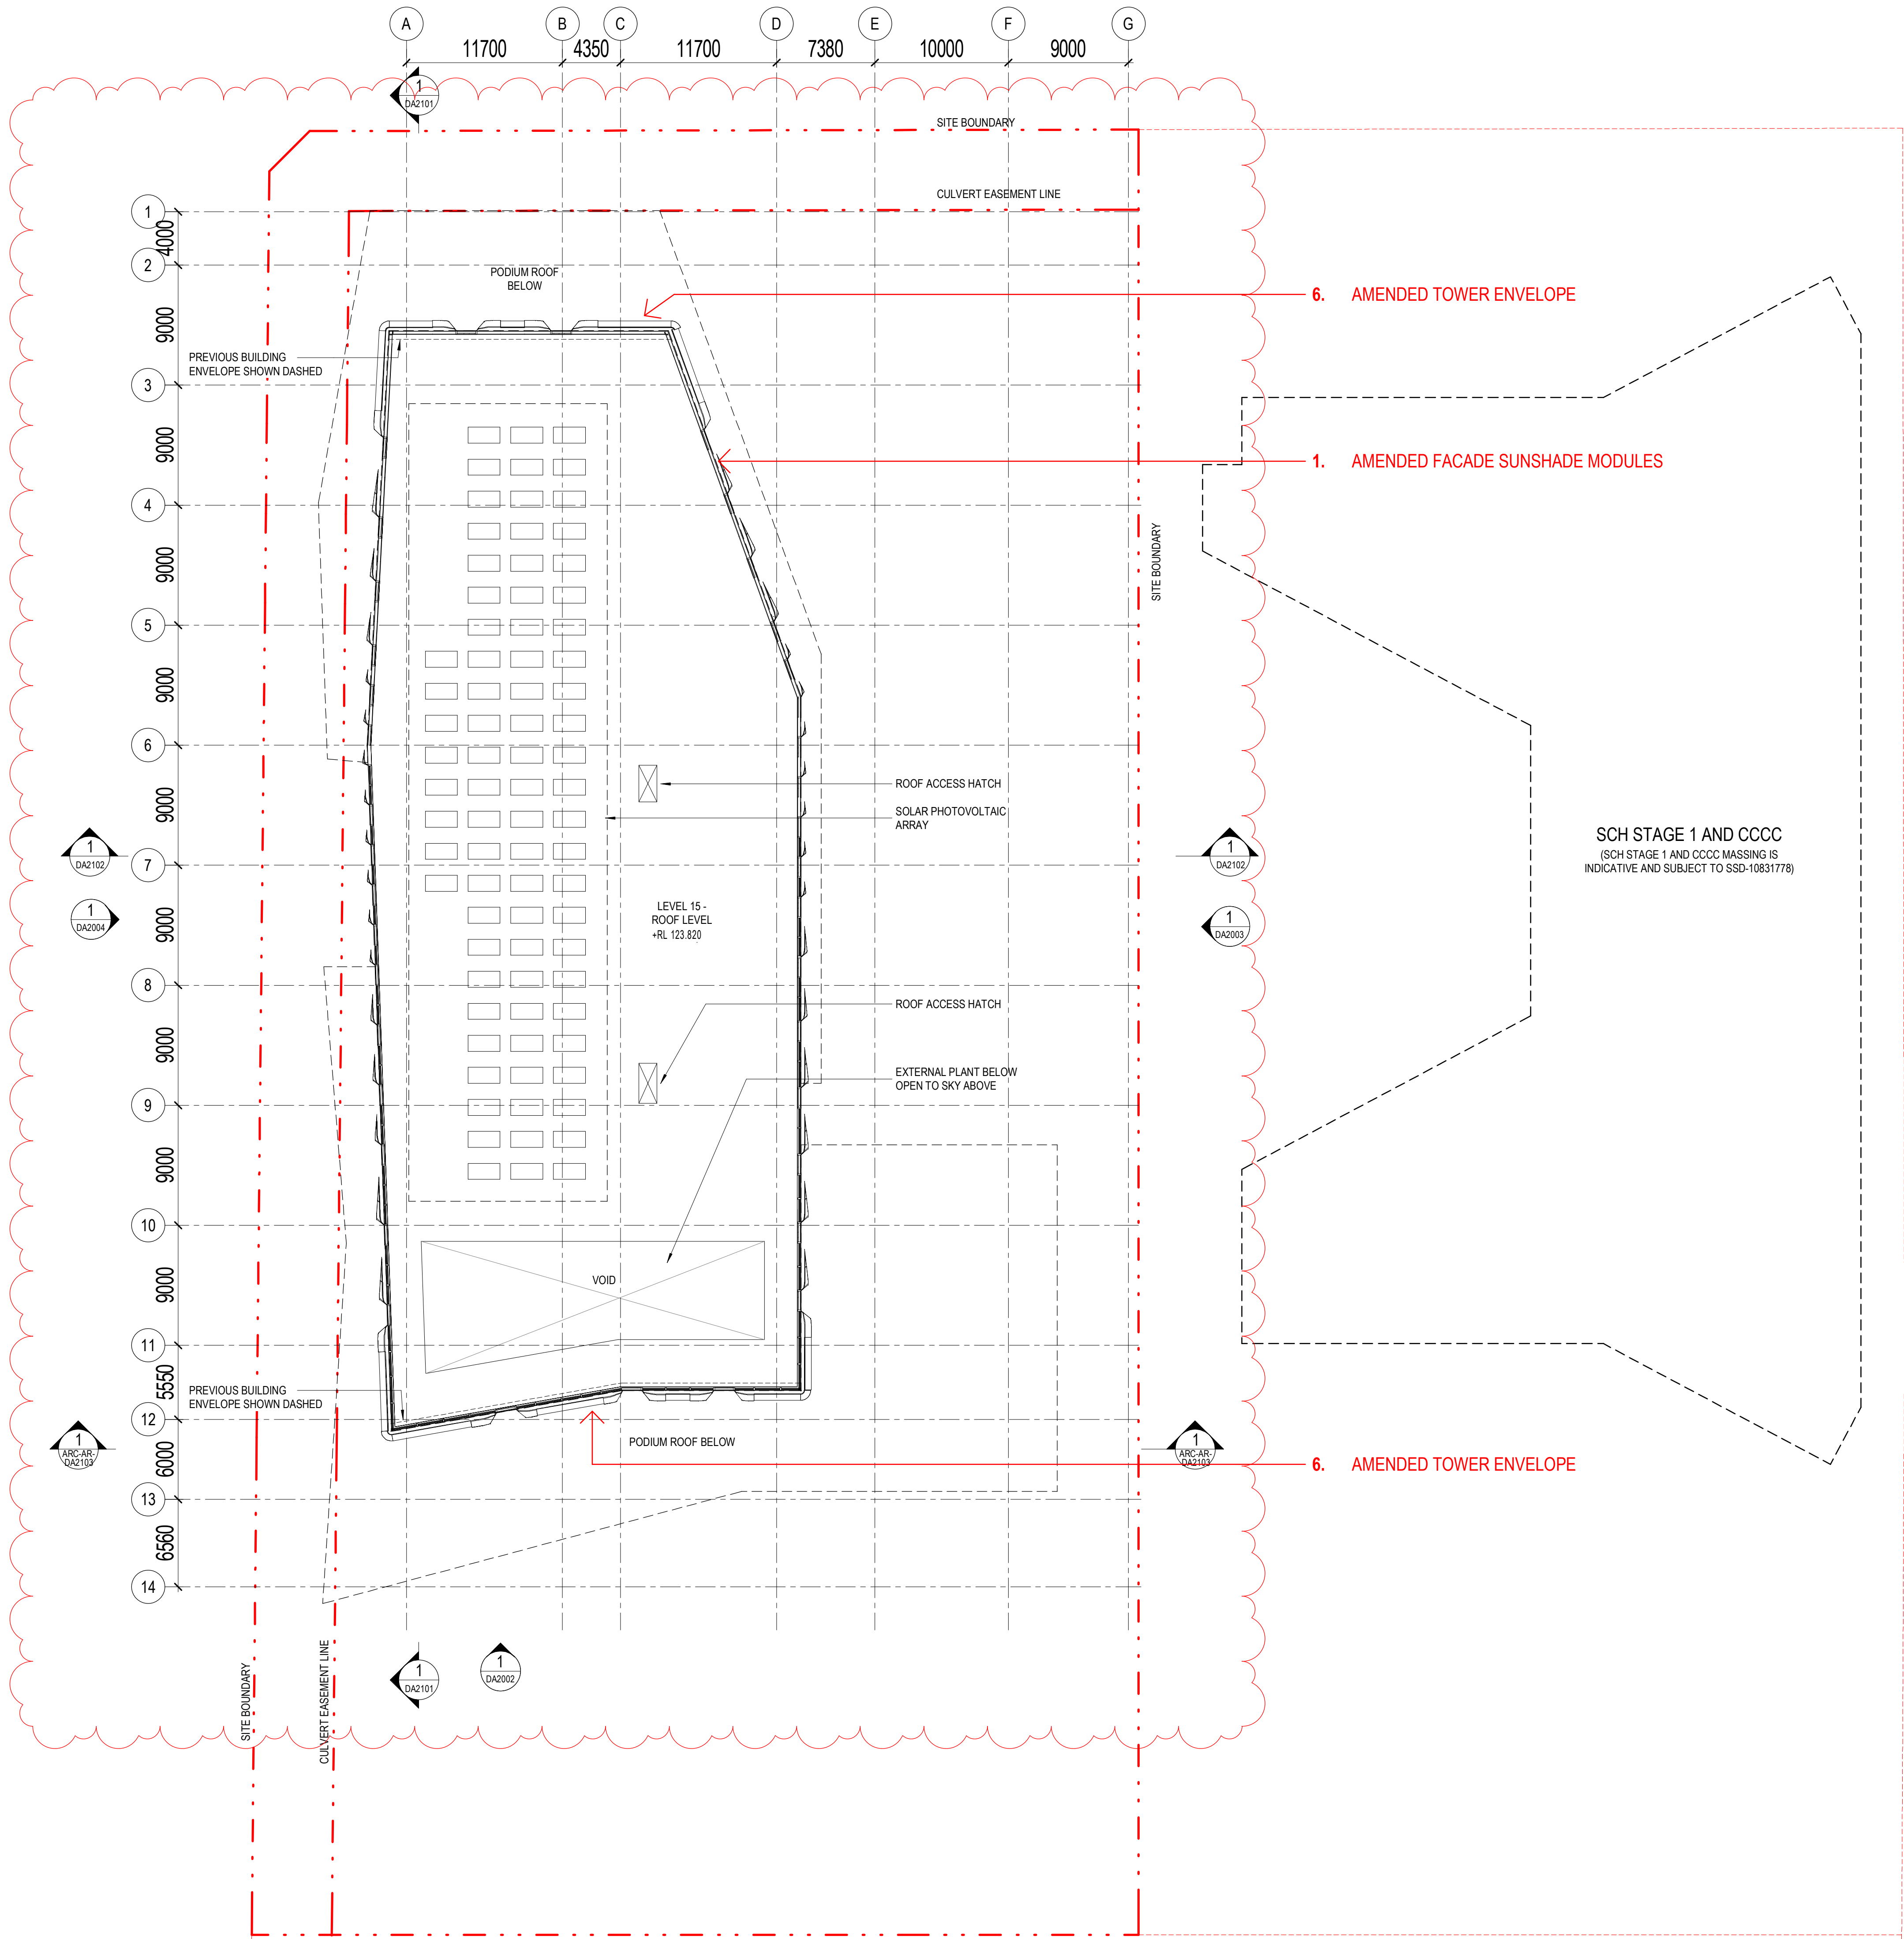 A
B
C
D
E
F
G
11700
4350
11700
7380
10000
9000
1
DA2101
SITE BOUNDARY
CULVERT EASEMENT LINE
1
4000
2
PODIUM ROOF
BELOW
6. AMENDED TOWER ENVELOPE
9000
PREVIOUS BUILDING
ENVELOPE SHOWN DASHED
3
9000
1. AMENDED FACADE SUNSHADE MODULES
4
9000
SITE BOUNDARY
5
9000
6
ROOF ACCESS HATCH
9000
SOLAR PHOTOVOLTAIC
ARRAY
SCH STAGE 1 AND CCCC
(SCH STAGE 1 AND CCCC MASSING IS
INDICATIVE AND SUBJECT TO SSD-10831778)
1
DA2102
7
1
DA2102
1
DA2004
9000
LEVEL 15 -
ROOF LEVEL
+RL 123.820
1
DA2003
8
ROOF ACCESS HATCH
9000
EXTERNAL PLANT BELOW
OPEN TO SKY ABOVE
9
9000
10
9000
VOID
11
5550
PREVIOUS BUILDING
ENVELOPE SHOWN DASHED
12
1
ARC-AR-
DA2103
6000
PODIUM ROOF BELOW
1
ARC-AR-
DA2103
6. AMENDED TOWER ENVELOPE
13
6560
14
SITE BOUNDARY
CULVERT EASEMENT LINE
1
DA2101
1
DA2002